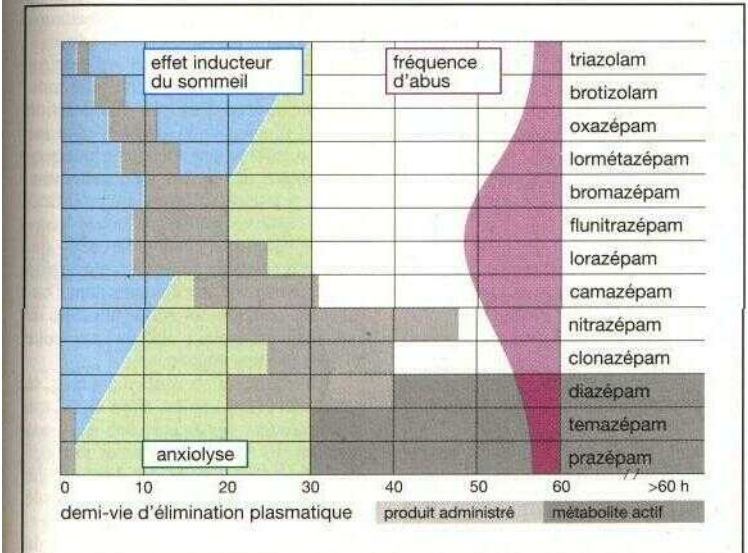 effet inducteur
du sommeil
fréquence
d'abus
triazolam
brotizolam
oxazépam
lormétazépam
bromazépam
flunitrazépam
lorazépam
camazépam
nitrazépam
clonazépam
diazépam
temazépam
prazépam
anxiolyse
0 10 20 30 40 50 60 >60 h
demi-vie d'élimination plasmatique produit administré métabolite actif